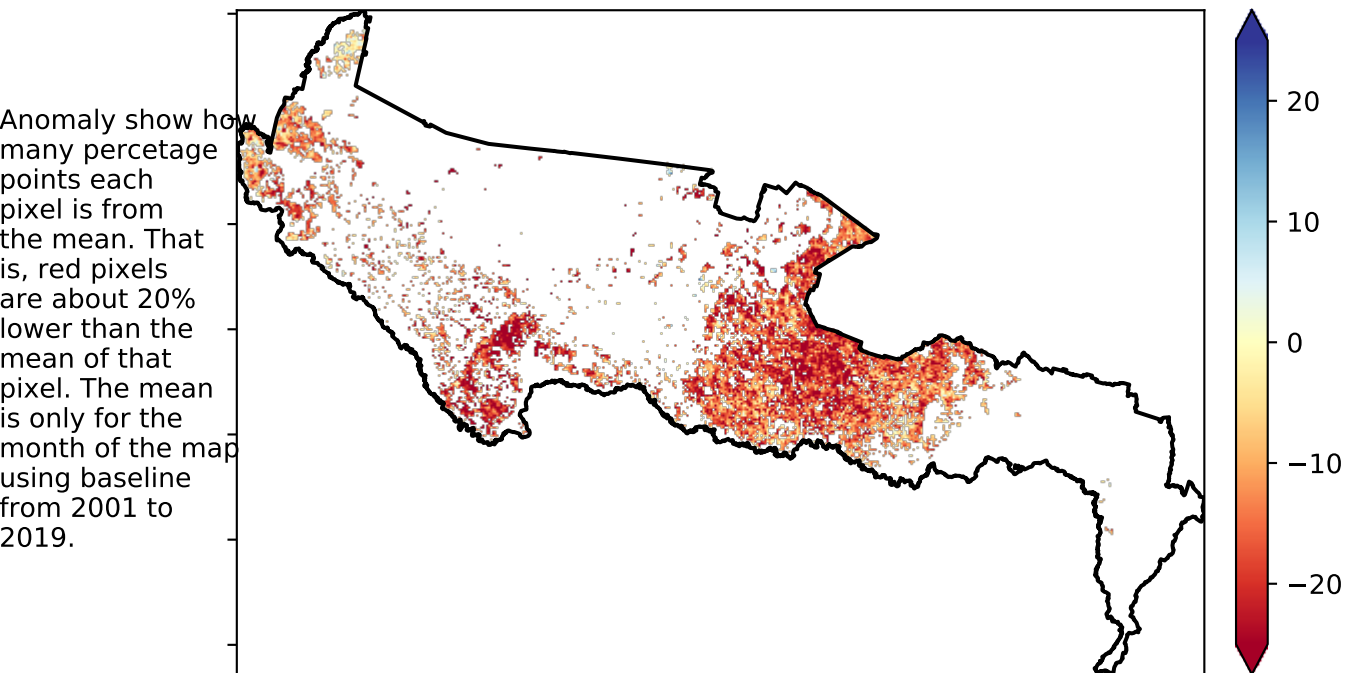 Anomaly show how
many percetage
points each
pixel is from
the mean. That
is, red pixels
are about 20%
lower than the
mean of that
pixel. The mean
is only for the
month of the map
using baseline
from 2001 to
2019.
20
10
0
−10
−20